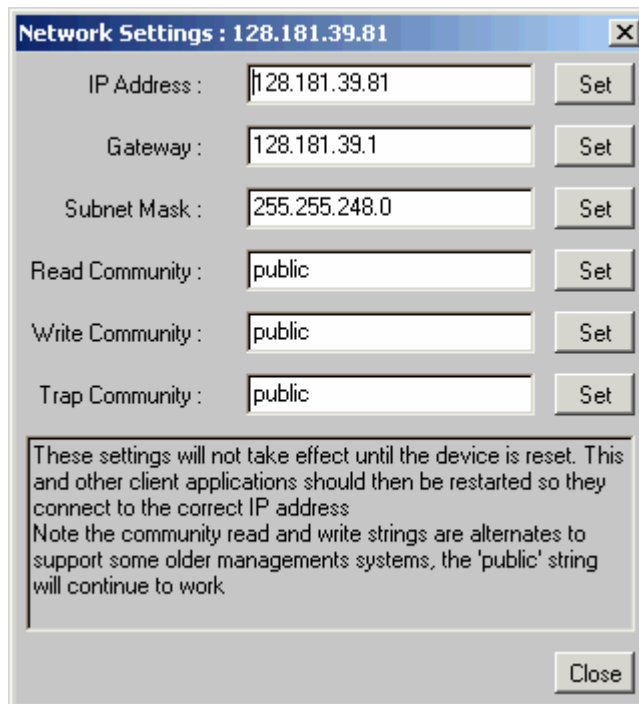 Network Settings : 128.181.39.81
IP Address : 128.181.39.81 Set
Gateway : 128.181.39.1 Set
Subnet Mask : 255.255.248.0 Set
Read Community : public Set
Write Community : public Set
Trap Community : public Set
These settings will not take effect until the device is reset. This
and other client applications should then be restarted so they
connect to the correct IP address
Note the community read and write strings are alternates to
support some older managements systems, the 'public' string
will continue to work
Close